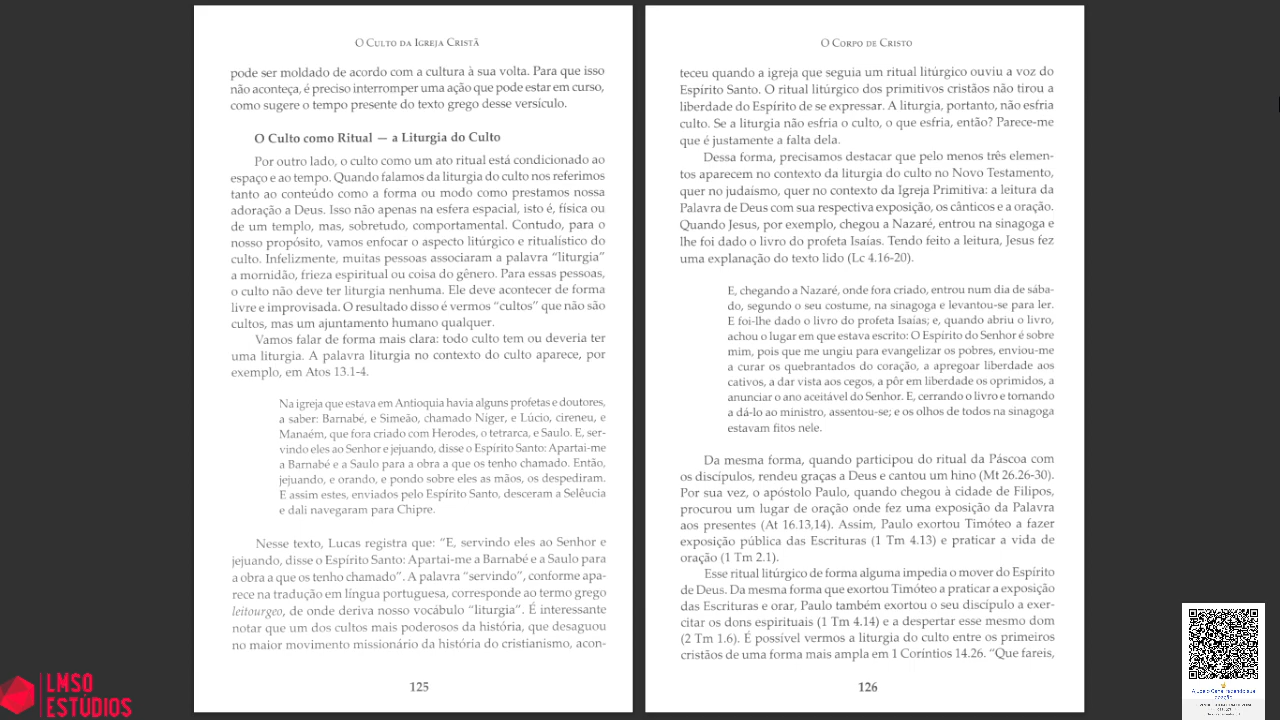 O Culto da Igreja Cristã
pode ser moldado de acordo com a cultura à sua volta. Para que isso
não aconteça, é preciso interromper uma ação que pode estar em curso,
como sugere o tempo presente do texto grego desse versículo.
O Culto como Ritual — a Liturgia do Culto
Por outro lado, o culto como um ato ritual está condicionado ao
espaço e ao tempo. Quando falamos da liturgia do culto nos referimos
tanto ao conteúdo como a forma ou modo como prestamos nossa
adoração a Deus. Isso não apenas na esfera espacial, isto é, física ou
de um templo, mas, sobretudo, comportamental. Contudo, para o
nosso propósito, vamos enfocar o aspecto litúrgico e ritualístico do
culto. Infelizmente, muitas pessoas associaram a palavra “liturgia”
a mornidão, frieza espiritual ou coisa do gênero. Para essas pessoas,
o culto não deve ter liturgia nenhuma. Ele deve acontecer de forma
livre e improvisada. O resultado disso é vermos “cultos” que não são
cultos, mas um ajuntamento humano qualquer.
Vamos falar de forma mais clara: todo culto tem ou deveria ter
uma liturgia. A palavra liturgia no contexto do culto aparece, por
exemplo, em Atos 13.1-4.
Na igreja que estava em Antioquia havia alguns profetas e doutores,
a saber: Barnabé, e Simeão, chamado Níger, e Lúcio, cireneu, e
Manaém, que fora criado com Herodes, o tetrarca, e Saulo. E, ser-
vindo eles ao Senhor e jejuando, disse o Espírito Santo: Apartai-me
a Barnabé e a Saulo para a obra a que os tenho chamado. Então,
jejuando, e orando, e pondo sobre eles as mãos, os despediram.
E assim estes, enviados pelo Espírito Santo, desceram a Selêucia
e dali navegaram para Chipre.
Nesse texto, Lucas registra que: “E, servindo eles ao Senhor e
jejuando, disse o Espírito Santo: Apartai-me a Barnabé e a Saulo para
a obra a que os tenho chamado”. A palavra “servindo”, conforme apa-
rece na tradução em língua portuguesa, corresponde ao termo grego
leitourgeo, de onde deriva nosso vocábulo “liturgia”. É interessante
notar que um dos cultos mais poderosos da história, que desaguou
no maior movimento missionário da história do cristianismo, acon-
125
O Corpo de Cristo
teceu quando a igreja que seguia um ritual litúrgico ouviu a voz do
Espírito Santo. O ritual litúrgico dos primitivos cristãos não tirou a
liberdade do Espírito de se expressar. A liturgia, portanto, não esfria
culto. Se a liturgia não esfria o culto, o que esfria, então? Parece-me
que é justamente a falta dela.
Dessa forma, precisamos destacar que pelo menos três elemen-
tos aparecem no contexto da liturgia do culto no Novo Testamento,
quer no judaísmo, quer no contexto da Igreja Primitiva: a leitura da
Palavra de Deus com sua respectiva exposição, os cânticos e a oração.
Quando Jesus, por exemplo, chegou a Nazaré, entrou na sinagoga e
lhe foi dado o livro do profeta Isaías. Tendo feito a leitura, Jesus fez
uma explanação do texto lido (Lc 4.16-20).
E, chegando a Nazaré, onde fora criado, entrou num dia de sába-
do, segundo o seu costume, na sinagoga e levantou-se para ler.
E foi-lhe dado o livro do profeta Isaías; e, quando abriu o livro,
achou o lugar em que estava escrito: O Espírito do Senhor é sobre
mim, pois que me ungiu para evangelizar os pobres, enviou-me
a curar os quebrantados do coração, a apregoar liberdade aos
cativos, a dar vista aos cegos, a pôr em liberdade os oprimidos, a
anunciar o ano aceitável do Senhor. E, cerrando o livro e tornando
a dá-lo ao ministro, assentou-se; e os olhos de todos na sinagoga
estavam fitos nele.
Da mesma forma, quando participou do ritual da Páscoa com
os discípulos, rendeu graças a Deus e cantou um hino (Mt 26.26-30).
Por sua vez, o apóstolo Paulo, quando chegou à cidade de Filipos,
procurou um lugar de oração onde fez uma exposição da Palavra
aos presentes (At 16.13,14). Assim, Paulo exortou Timóteo a fazer
exposição pública das Escrituras (1 Tm 4.13) e praticar a vida de
oração (1 Tm 2.1).
Esse ritual litúrgico de forma alguma impedia o mover do Espírito
de Deus. Da mesma forma que exortou Timóteo a praticar a exposição
das Escrituras e orar, Paulo também exortou o seu discípulo a exer-
citar os dons espirituais (1 Tm 4.14) e a despertar esse mesmo dom
(2 Tm 1.6). É possível vermos a liturgia do culto entre os primeiros
cristãos de uma forma mais ampla em 1 Coríntios 14.26. “Que fareis,
126
LMSO
ESTÚDIOS